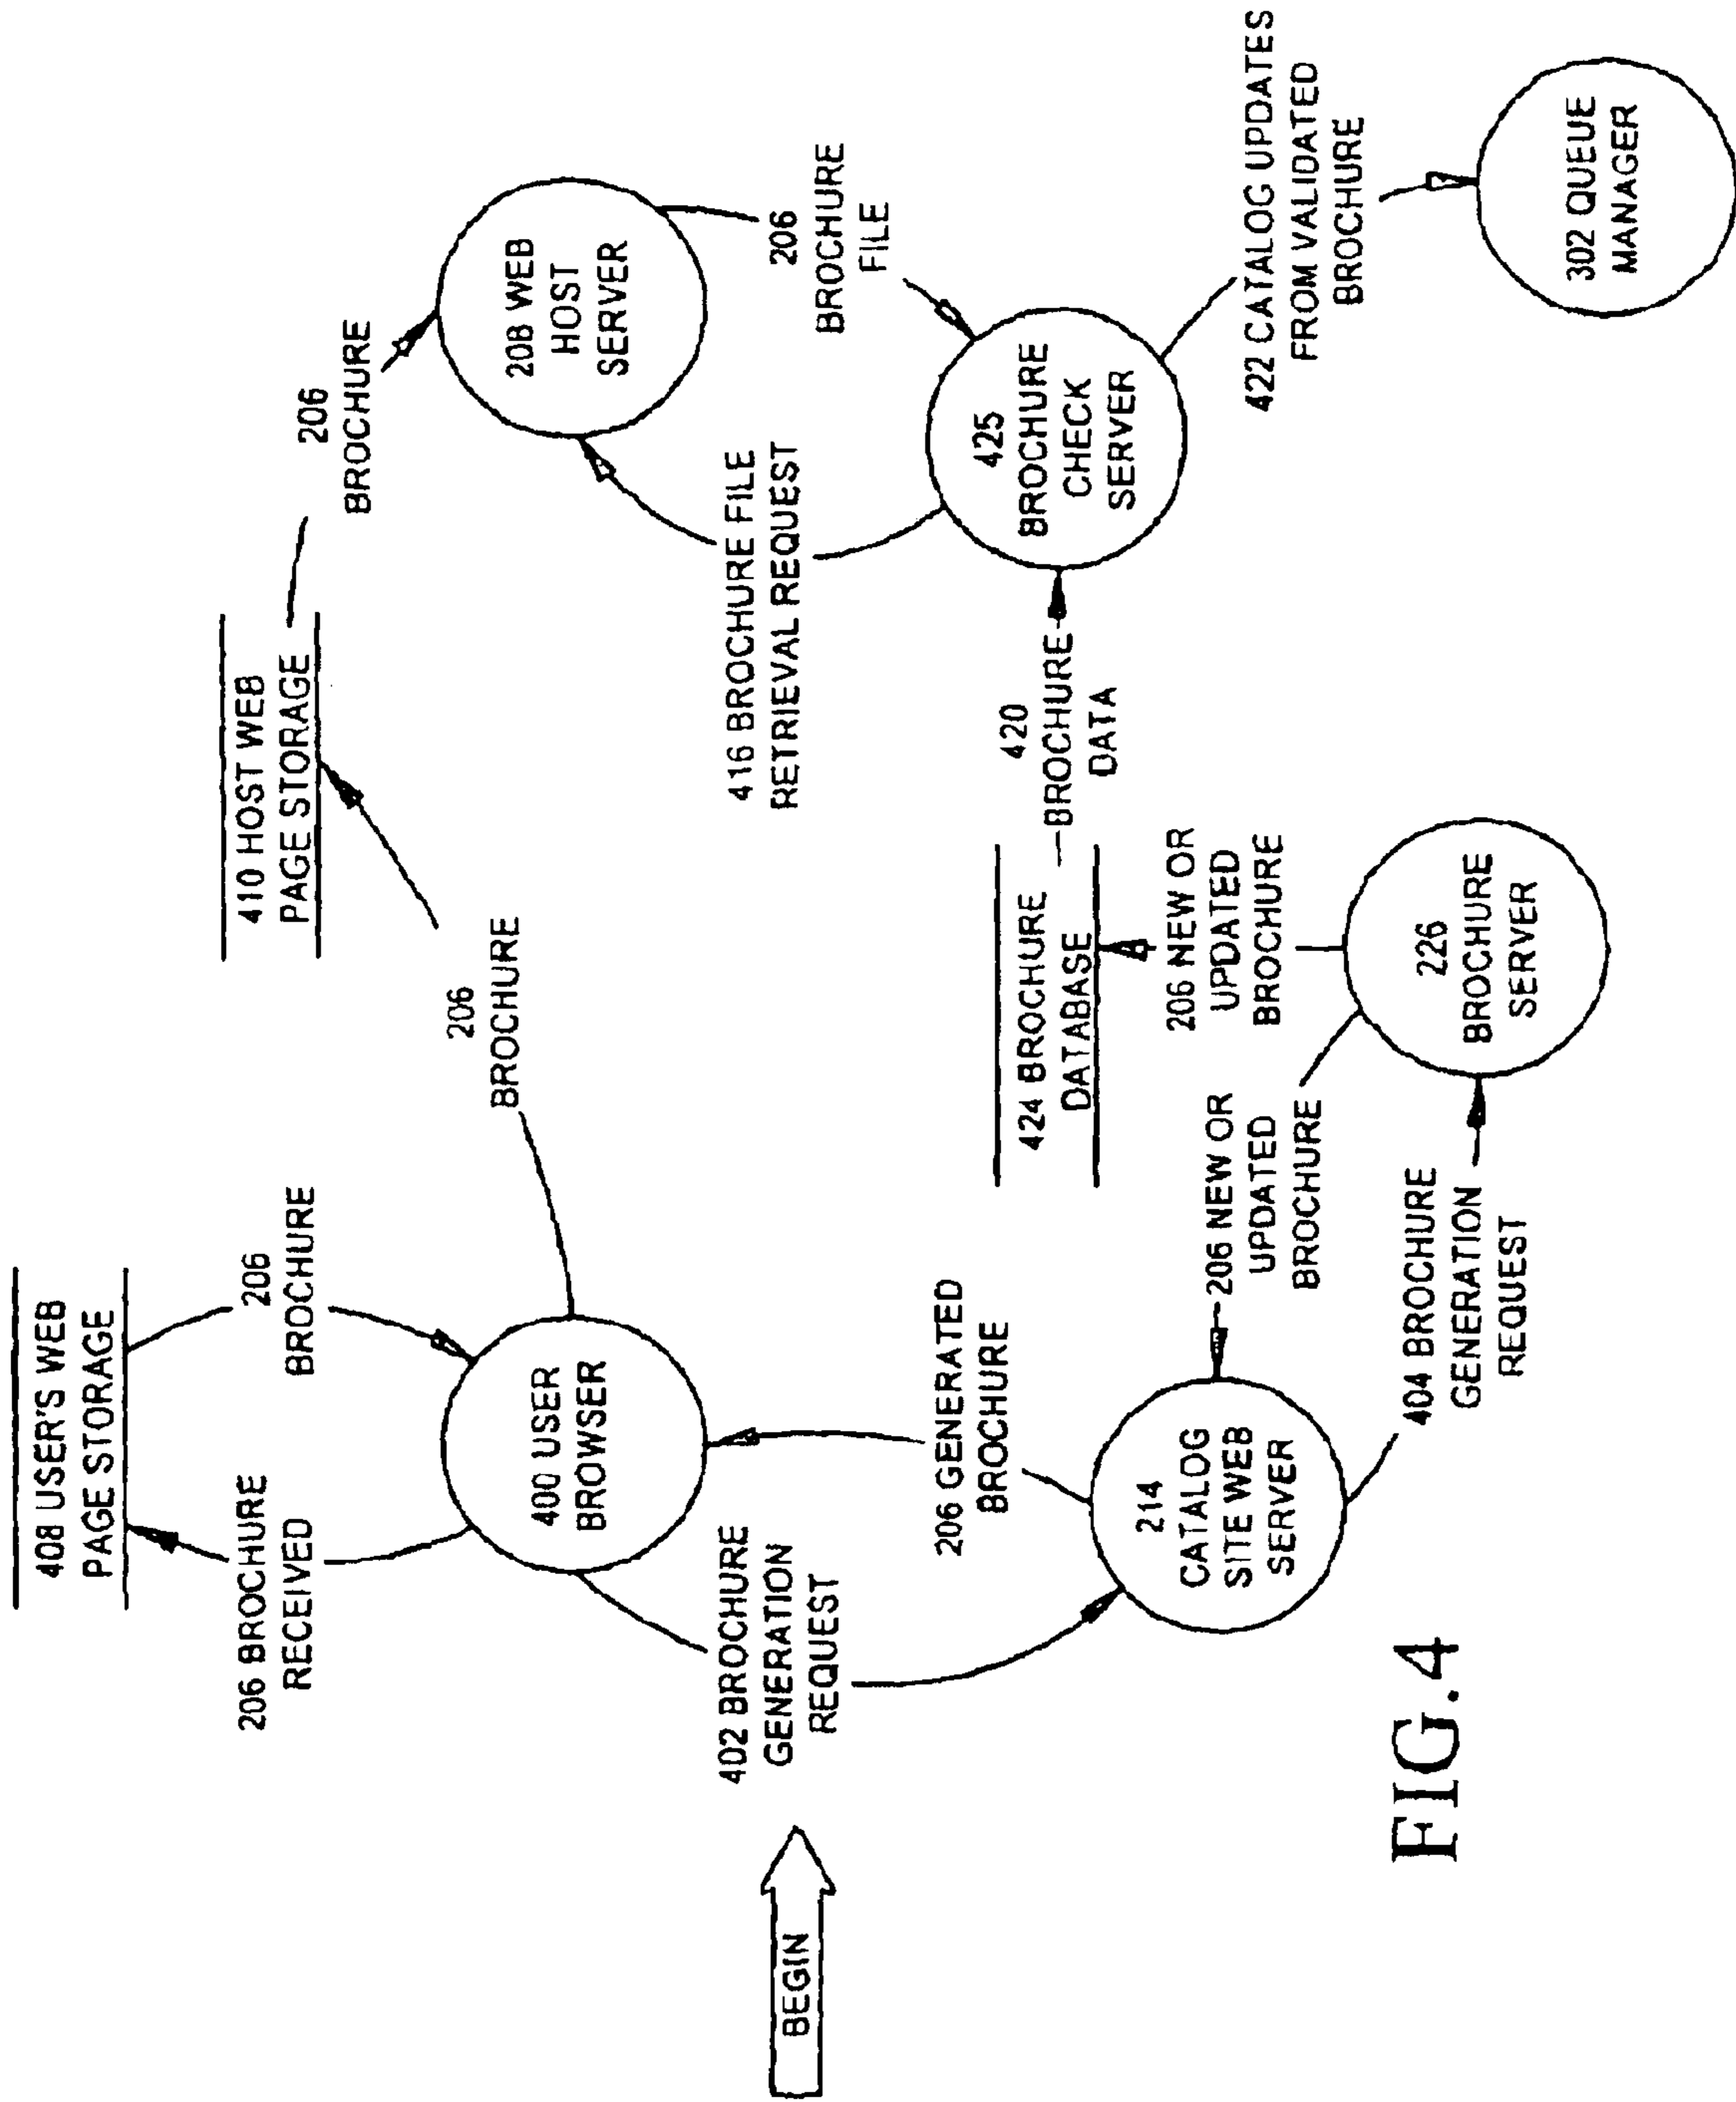 408 USER'S WEB
PAGE STORAGE
206 BROCHURE
RECEIVED
206
BROCHURE
400 USER
BROWSER
206
BROCHURE
410 HOST WEB
PAGE STORAGE
206
BROCHURE
208 WEB
HOST
SERVER
BEGIN
402 BROCHURE
GENERATION
REQUEST
206 GENERATED
BROCHURE
416 BROCHURE FILE
RETRIEVAL REQUEST
206
BROCHURE
FILE
214
CATALOG
SITE WEB
SERVER
206 NEW OR
UPDATED
BROCHURE
424 BROCHURE
DATABASE
420
BROCHURE
DATA
425
BROCHURE
CHECK
SERVER
404 BROCHURE
GENERATION
REQUEST
206 NEW OR
UPDATED
BROCHURE
226
BROCHURE
SERVER
422 CATALOG UPDATES
FROM VALIDATED
BROCHURE
302 QUEUE
MANAGER
FIG.4